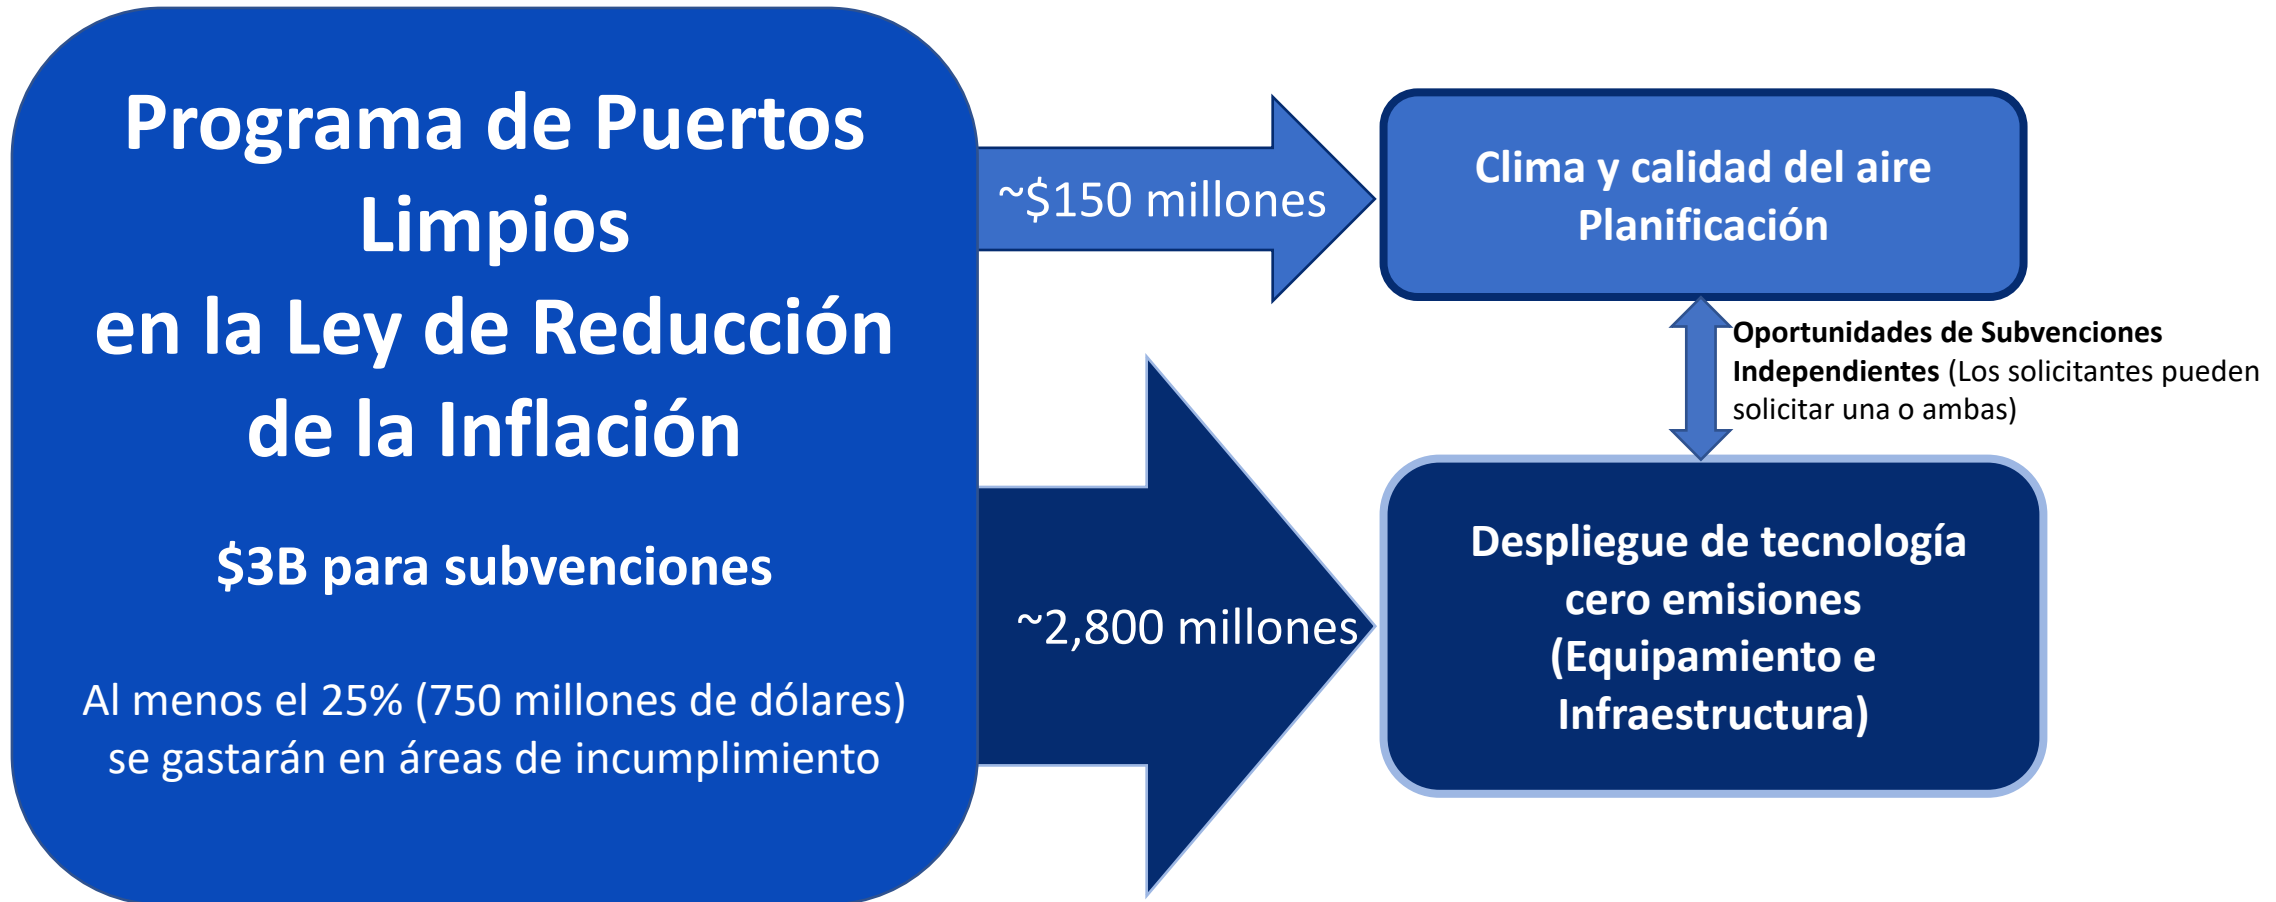 Programa de Puertos
Limpios
en la Ley de Reducción
de la Inflación
$3B para subvenciones
Al menos el 25% (750 millones de dólares)
se gastarán en áreas de incumplimiento
~$150 millones
Clima y calidad del aire
Planificación
Oportunidades de Subvenciones
Independientes (Los solicitantes pueden
solicitar una o ambas)
~2,800 millones
Despliegue de tecnología
cero emisiones
(Equipamiento e
Infraestructura)